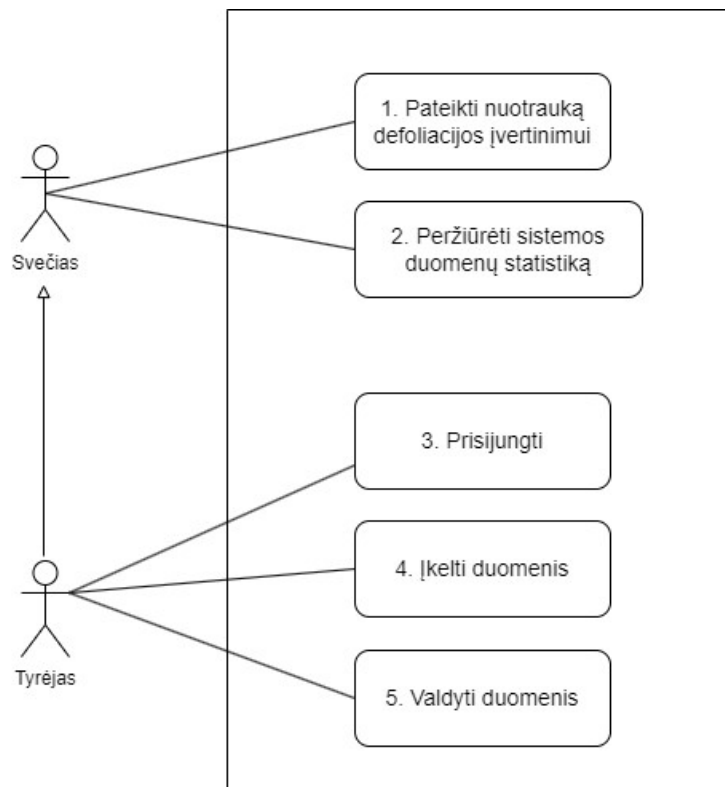 1. Pateikti nuotrauką
defoliacijos įvertinimui
Svečias
2. Peržiūrėti sistemos
duomenų statistiką
3. Prisijungti
4. Įkelti duomenis
Tyrėjas
5. Valdyti duomenis